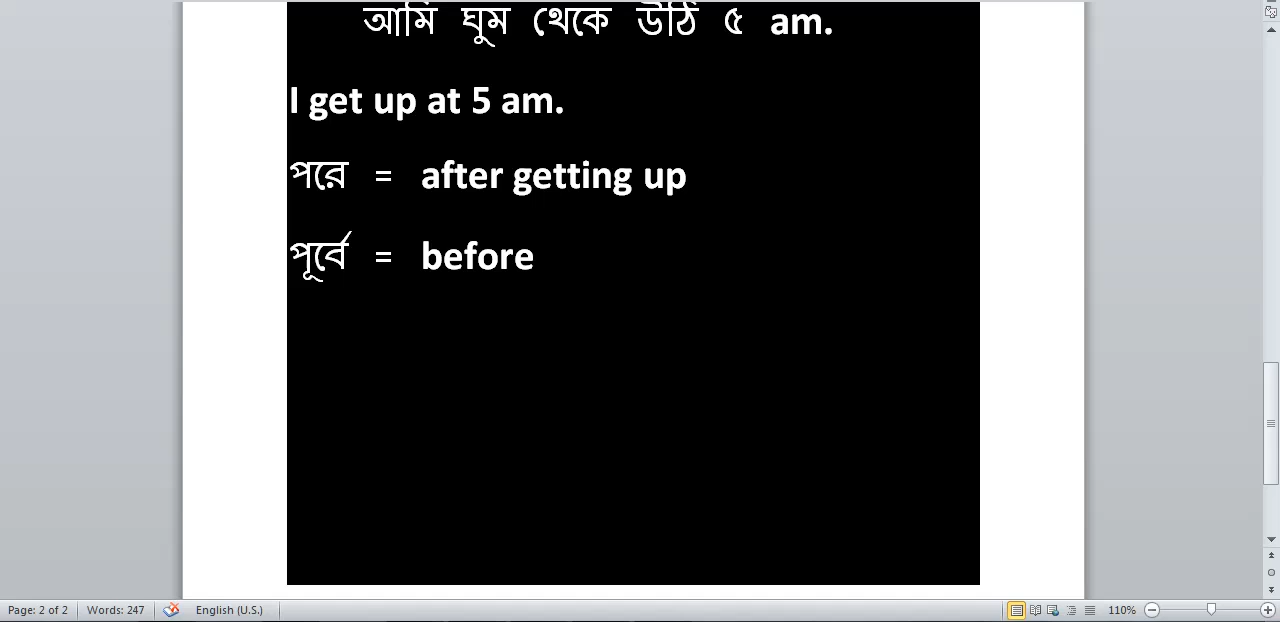 আমি ঘুম থেকে উঠি ৫ am.
I get up at 5 am.
পরে = after getting up
পূর্বে = before
Page: 2 of 2 Words: 247 English (U.S.) 110%